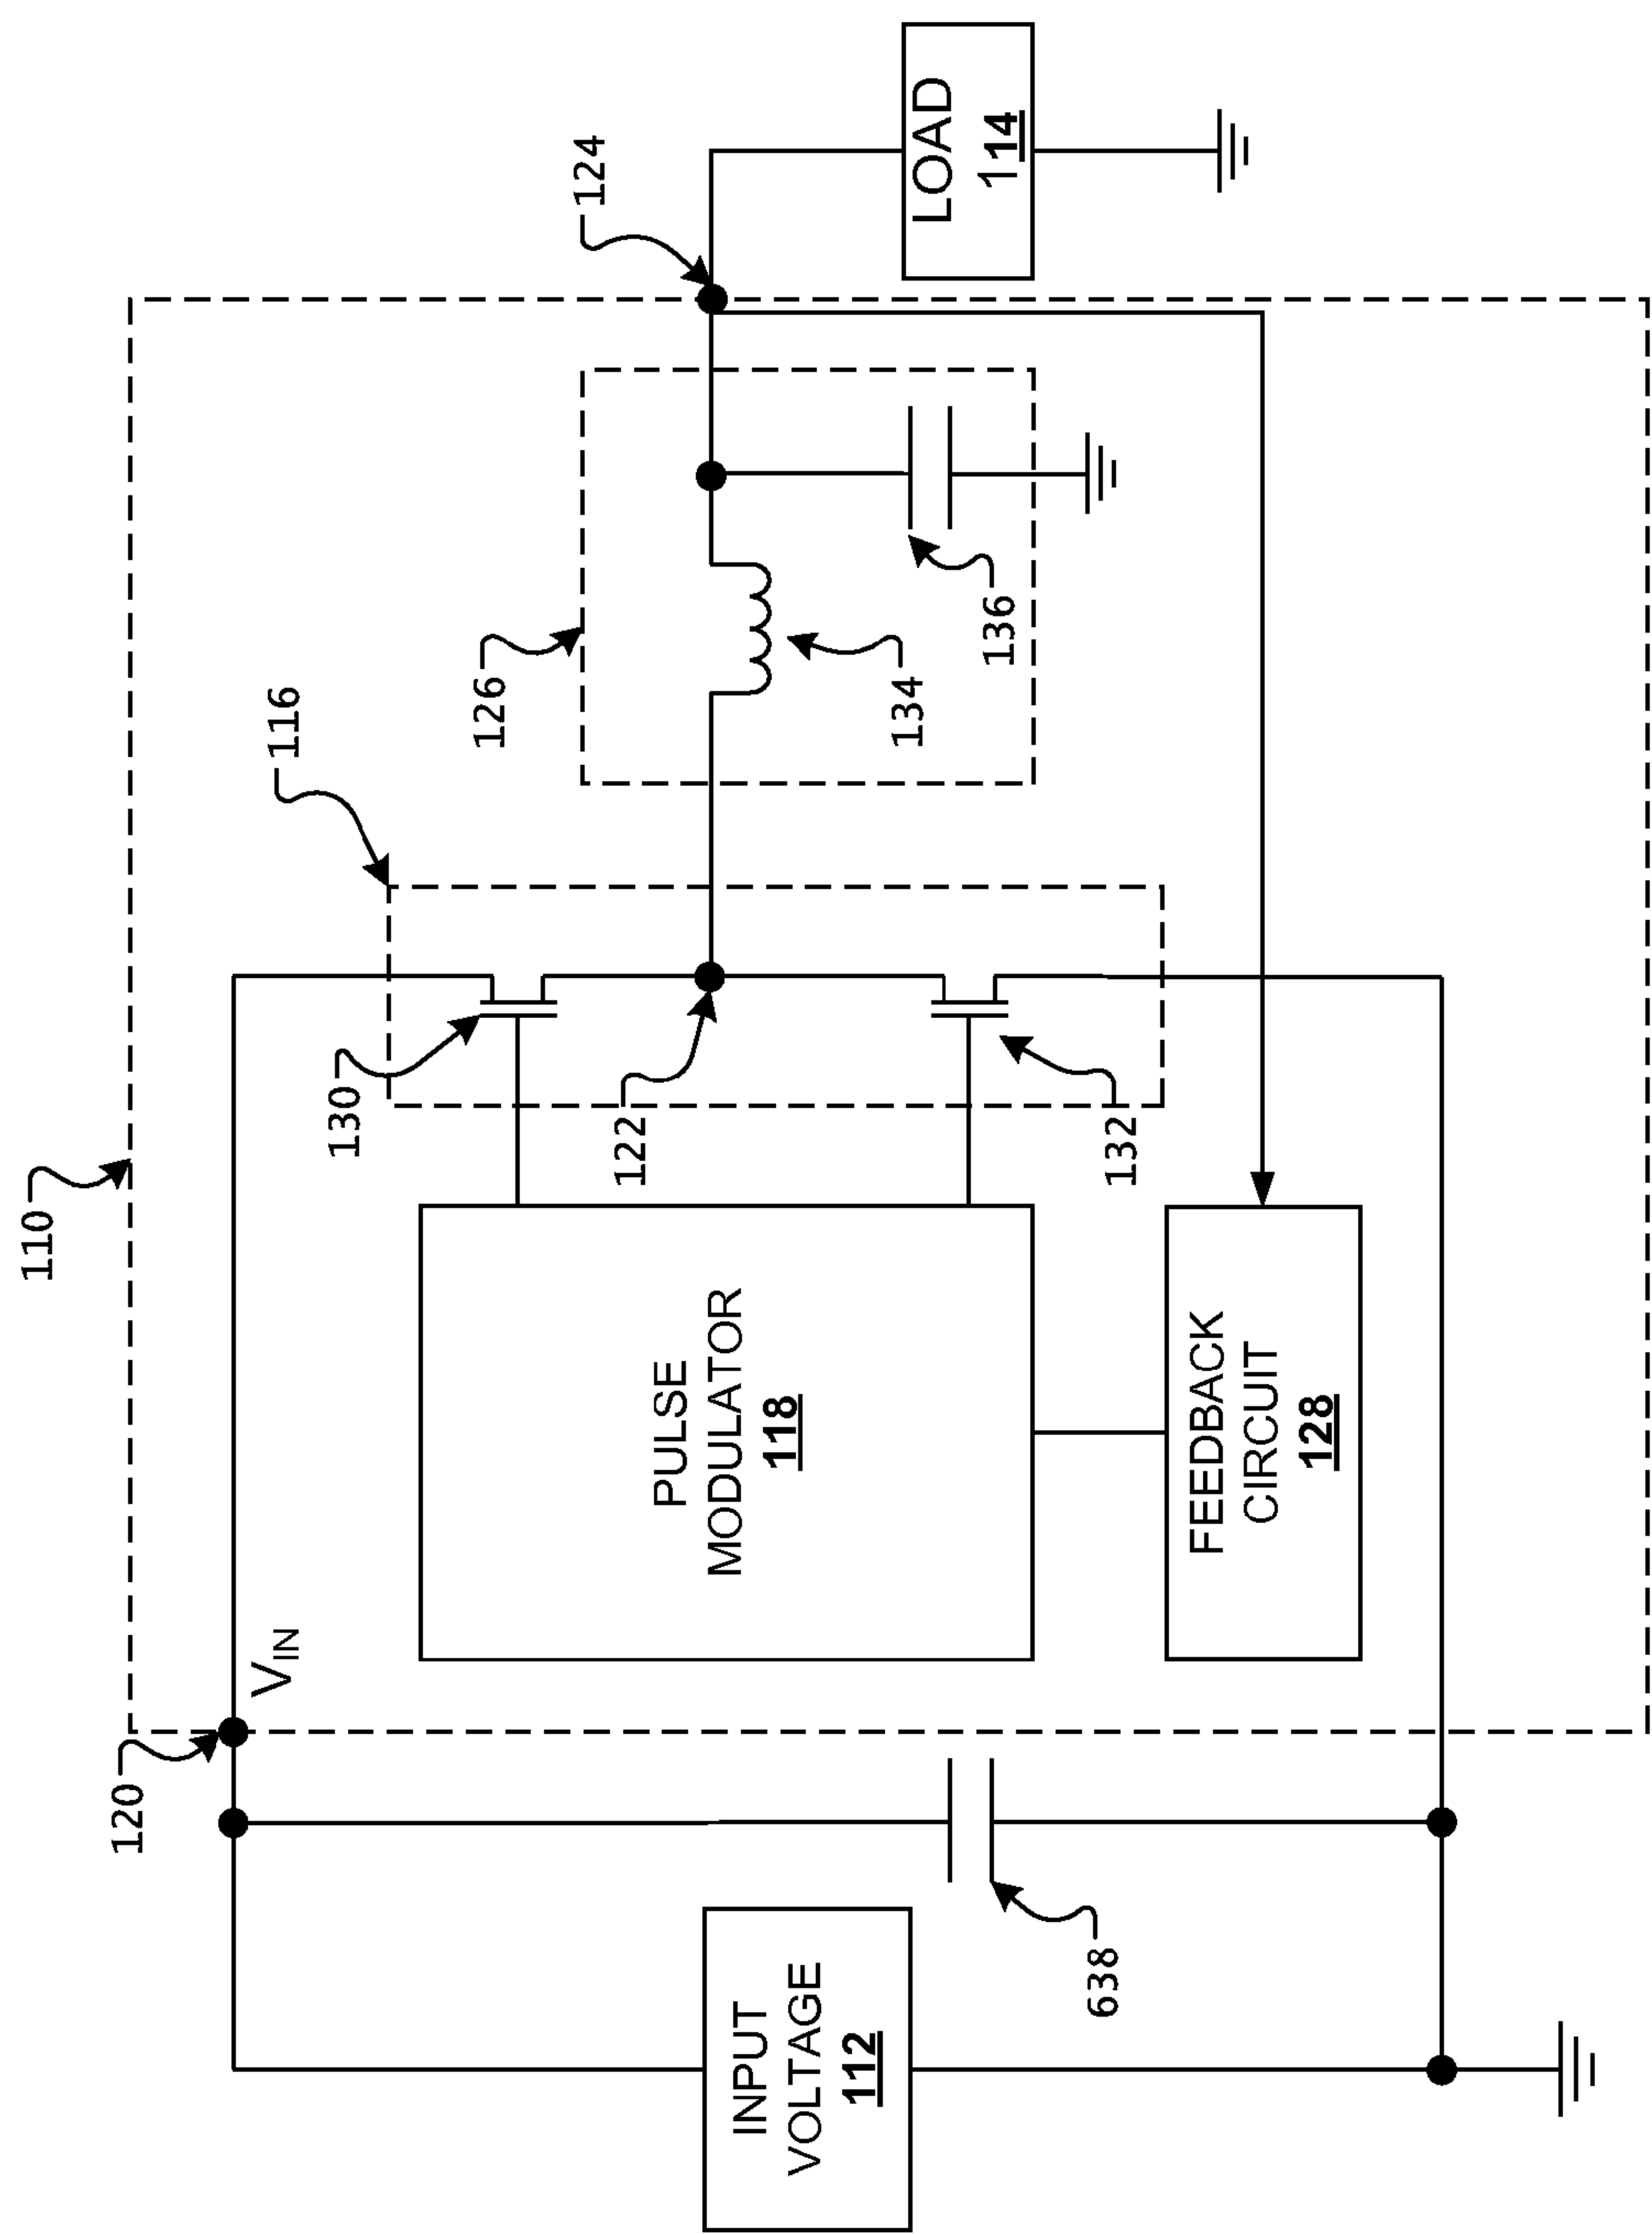 110
120
V_IN
116
130
126
124
122
PULSE
MODULATOR
118
INPUT
VOLTAGE
112
134
LOAD
114
136
638
132
FEEDBACK
CIRCUIT
128